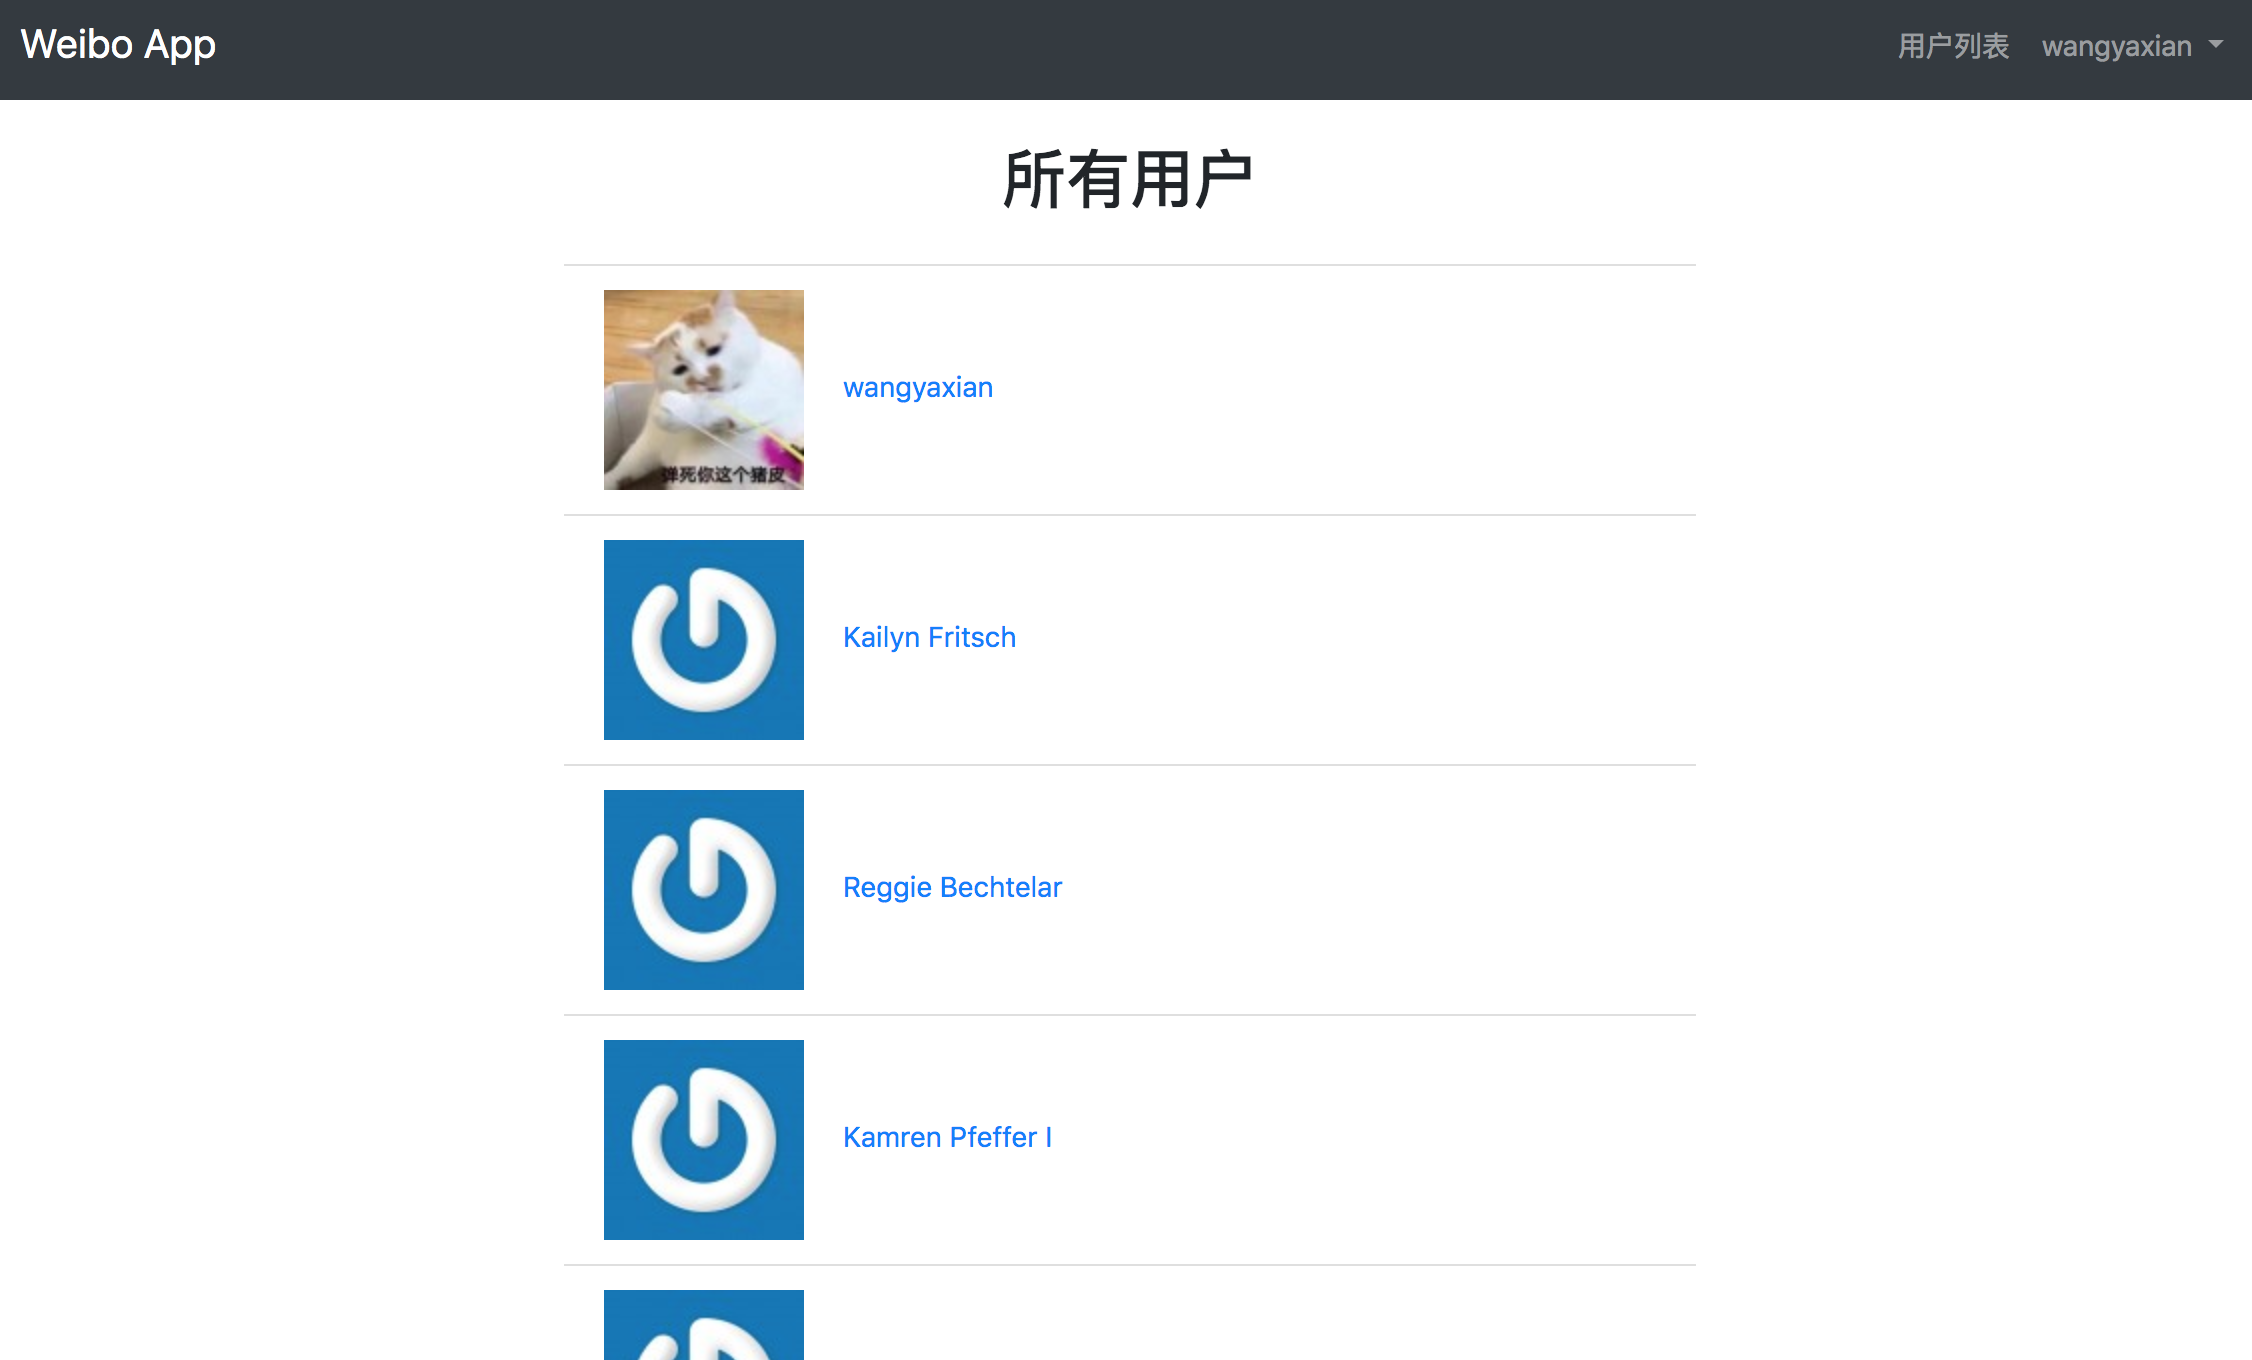 Weibo App
用户列表
wangyaxian
所有用户
wangyaxian
弹死你这个猪皮
Kailyn Fritsch
Reggie Bechtelar
Kamren Pfeffer I